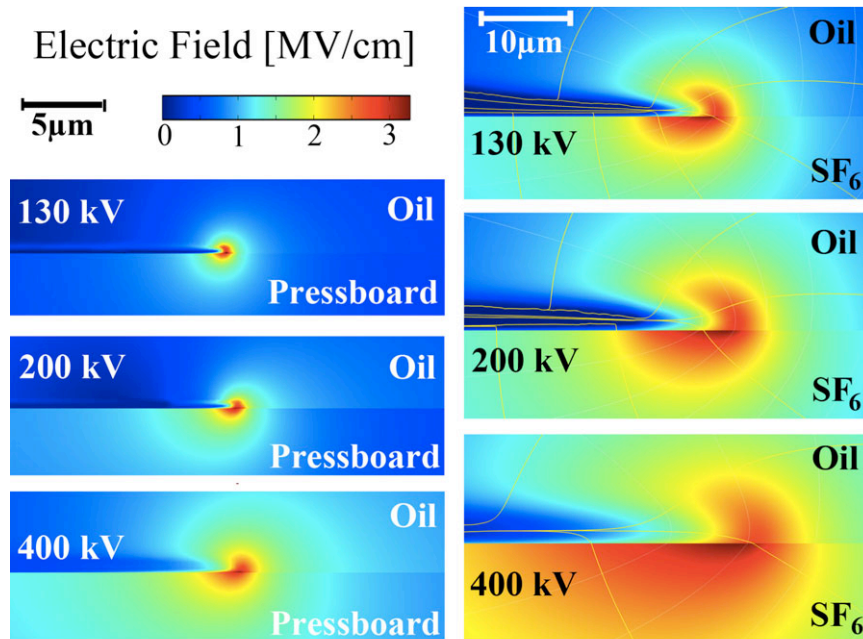 Electric Field [MV/cm]
5µm
0 1 2 3
130 kV
Oil
Pressboard
200 kV
Oil
Pressboard
400 kV
Oil
Pressboard
10µm
Oil
130 kV
SF₆
Oil
200 kV
SF₆
Oil
400 kV
SF₆